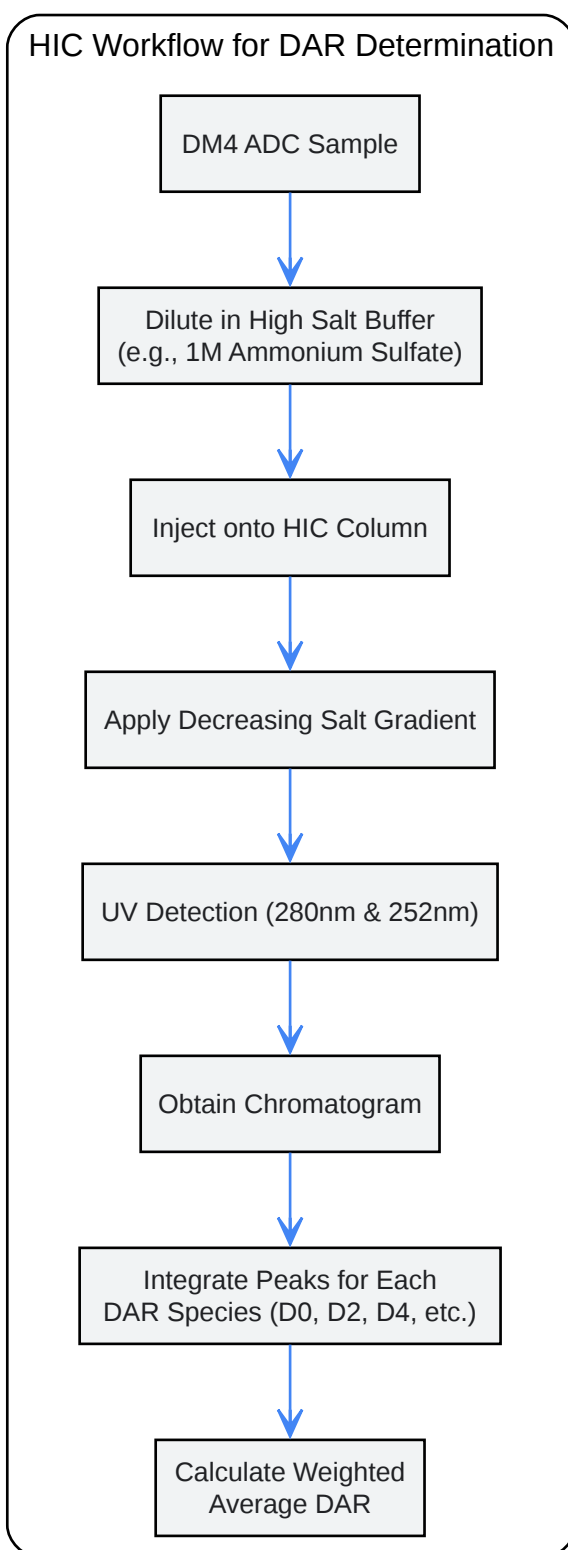 HIC Workflow for DAR Determination
DM4 ADC Sample
Dilute in High Salt Buffer
(e.g., 1M Ammonium Sulfate)
Inject onto HIC Column
Apply Decreasing Salt Gradient
UV Detection (280nm & 252nm)
Obtain Chromatogram
Integrate Peaks for Each
DAR Species (D0, D2, D4, etc.)
Calculate Weighted
Average DAR